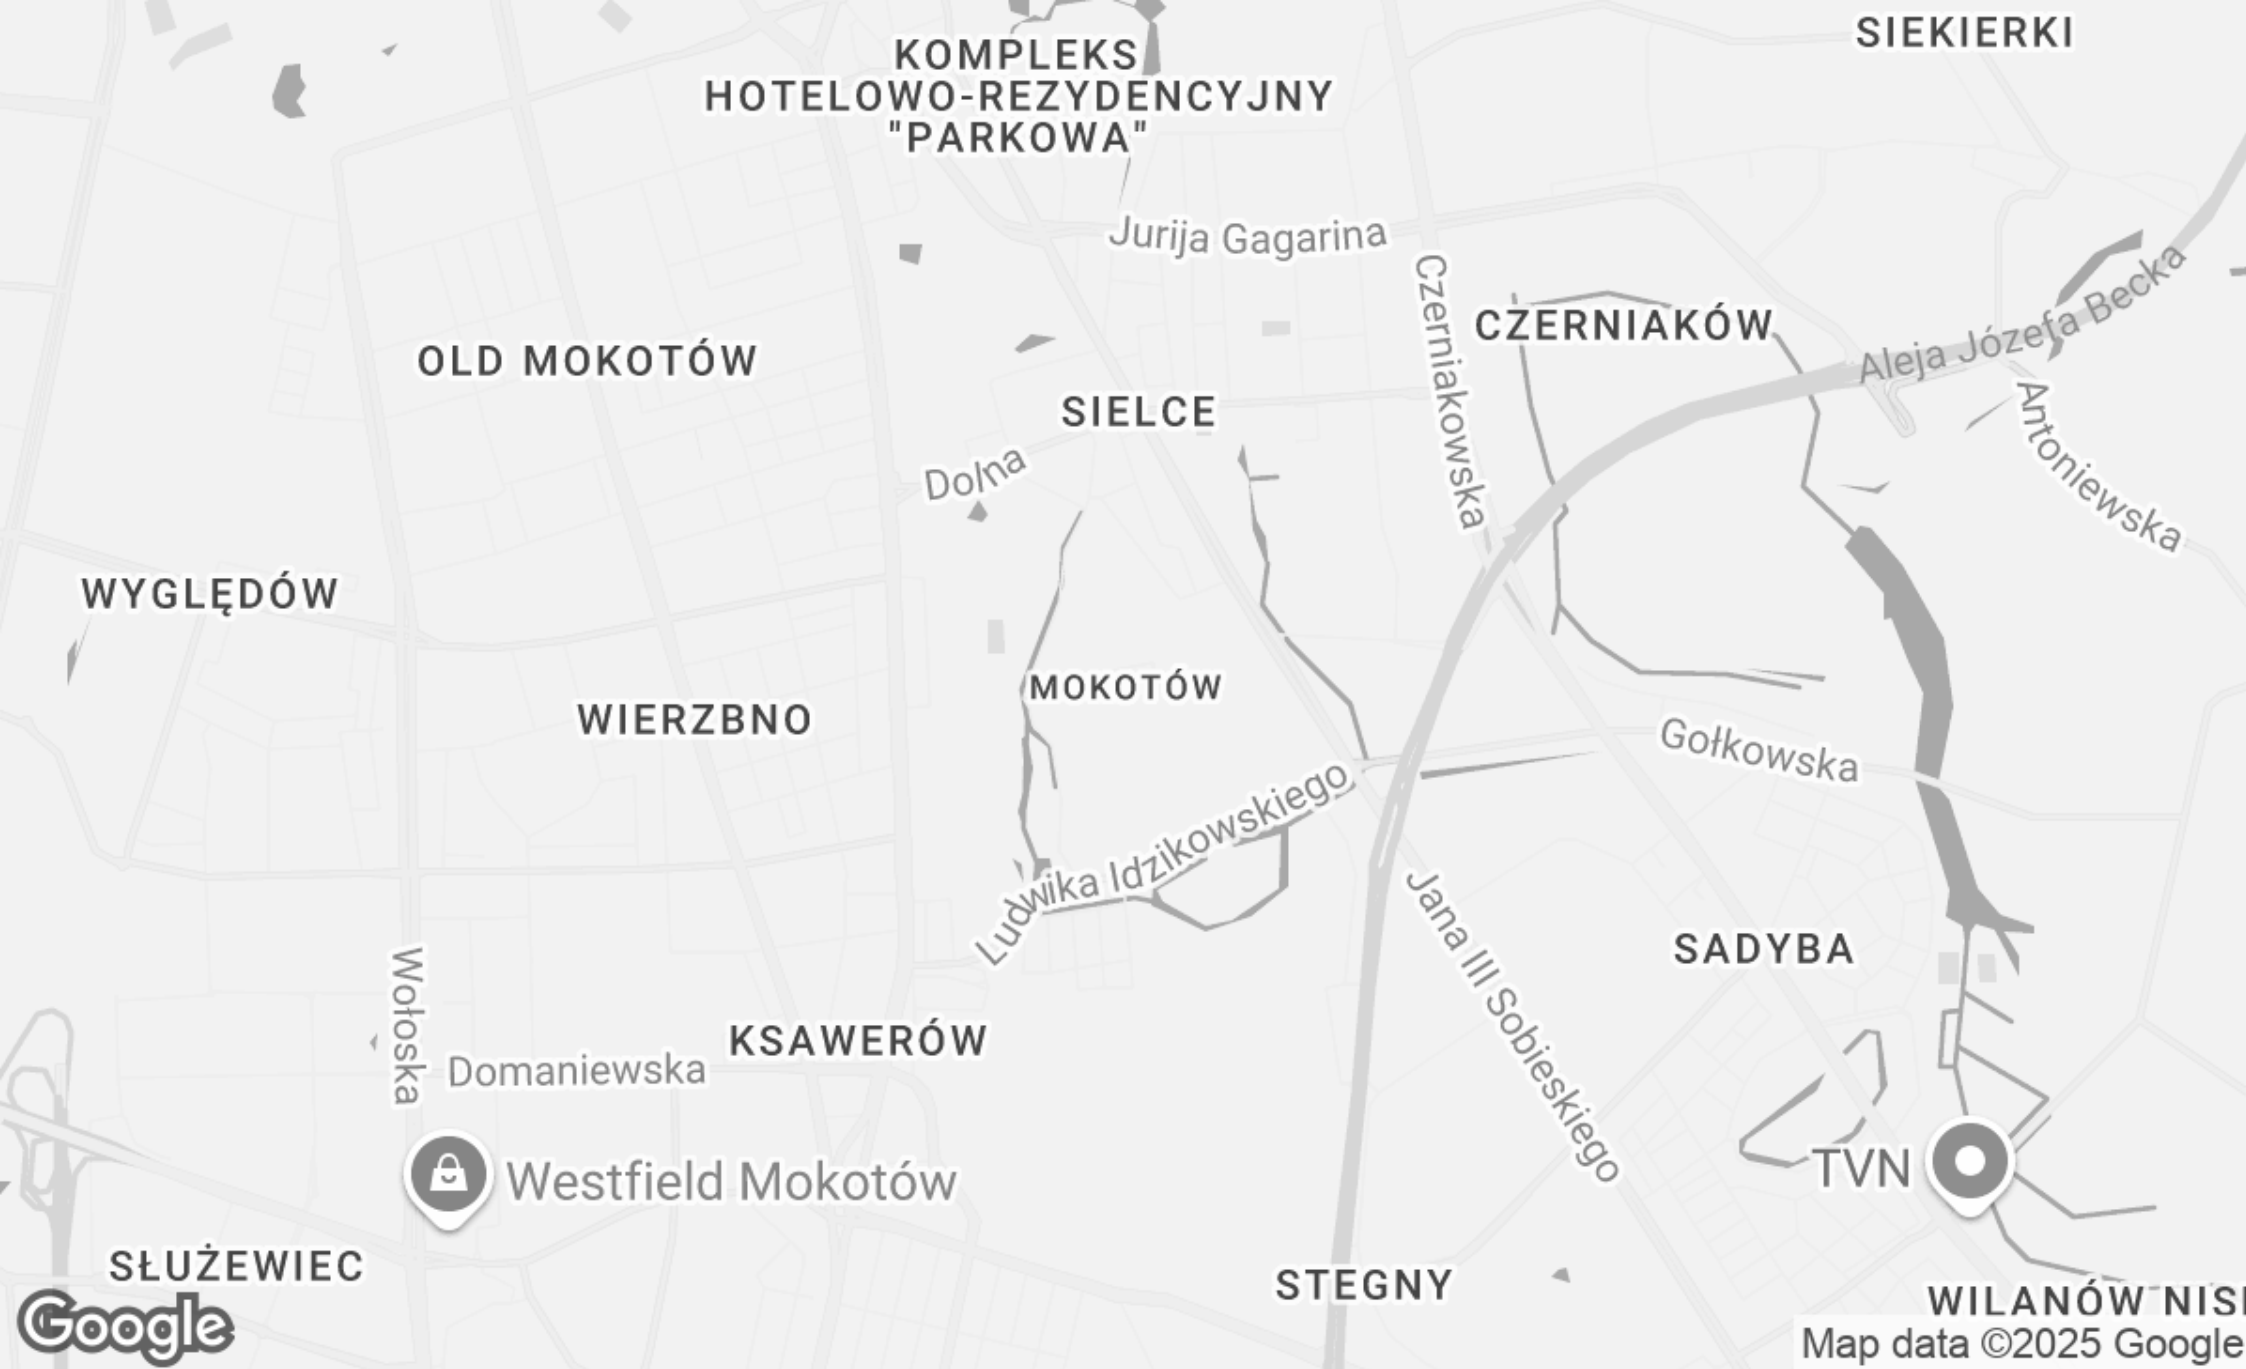 SIEKIERKI
KOMPLEKS
HOTELOWO-REZYDENCYJNY
"PARKOWA"
Jurija Gagarina
Czerniakowska
CZERNIAKÓW
Aleja Józefa Becka
OLD MOKOTÓW
SIELCE
Antoniewska
Dolna
WYGLĘDÓW
MOKOTÓW
WIERZBNO
Gołkowska
Ludwika Idzikowskiego
Jana III Sobieskiego
SADYBA
Wołoska
KSAWERÓW
Domaniewska
Westfield Mokotów
TVN
SŁUŻEWIEC
STEGNY
WILANÓW
Google
Map data ©2025 Google